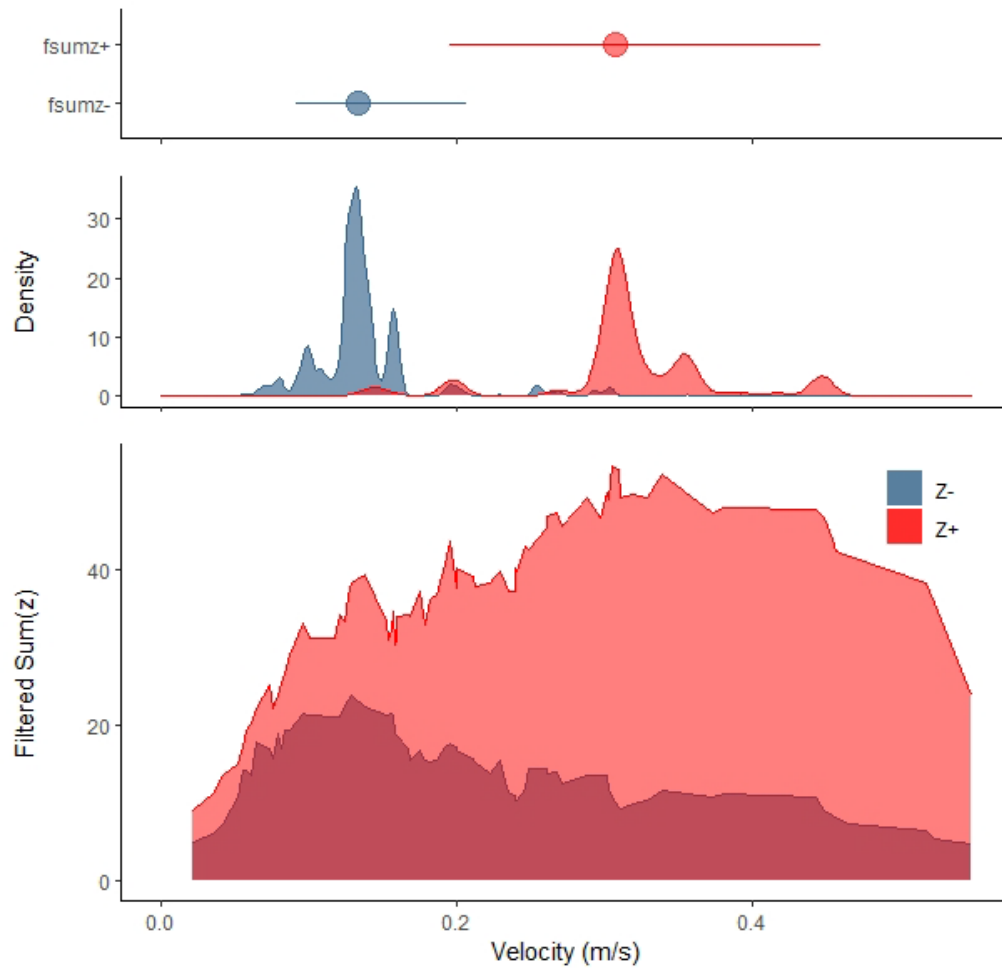 fsumz+
fsumz-
Density
30
20
10
0
Filtered Sum(z)
40
20
0
Z-
Z+
0.0 0.2 0.4
Velocity (m/s)